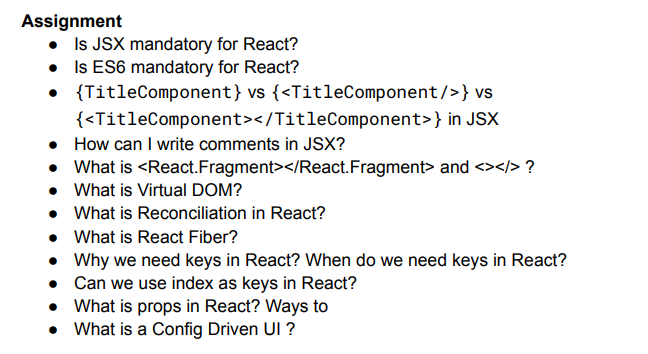 Assignment
● Is JSX mandatory for React?
● Is ES6 mandatory for React?
● {TitleComponent} vs {<TitleComponent/>} vs
{<TitleComponent></TitleComponent>} in JSX
● How can I write comments in JSX?
● What is <React.Fragment></React.Fragment> and <></> ?
● What is Virtual DOM?
● What is Reconciliation in React?
● What is React Fiber?
● Why we need keys in React? When do we need keys in React?
● Can we use index as keys in React?
● What is props in React? Ways to
● What is a Config Driven UI ?